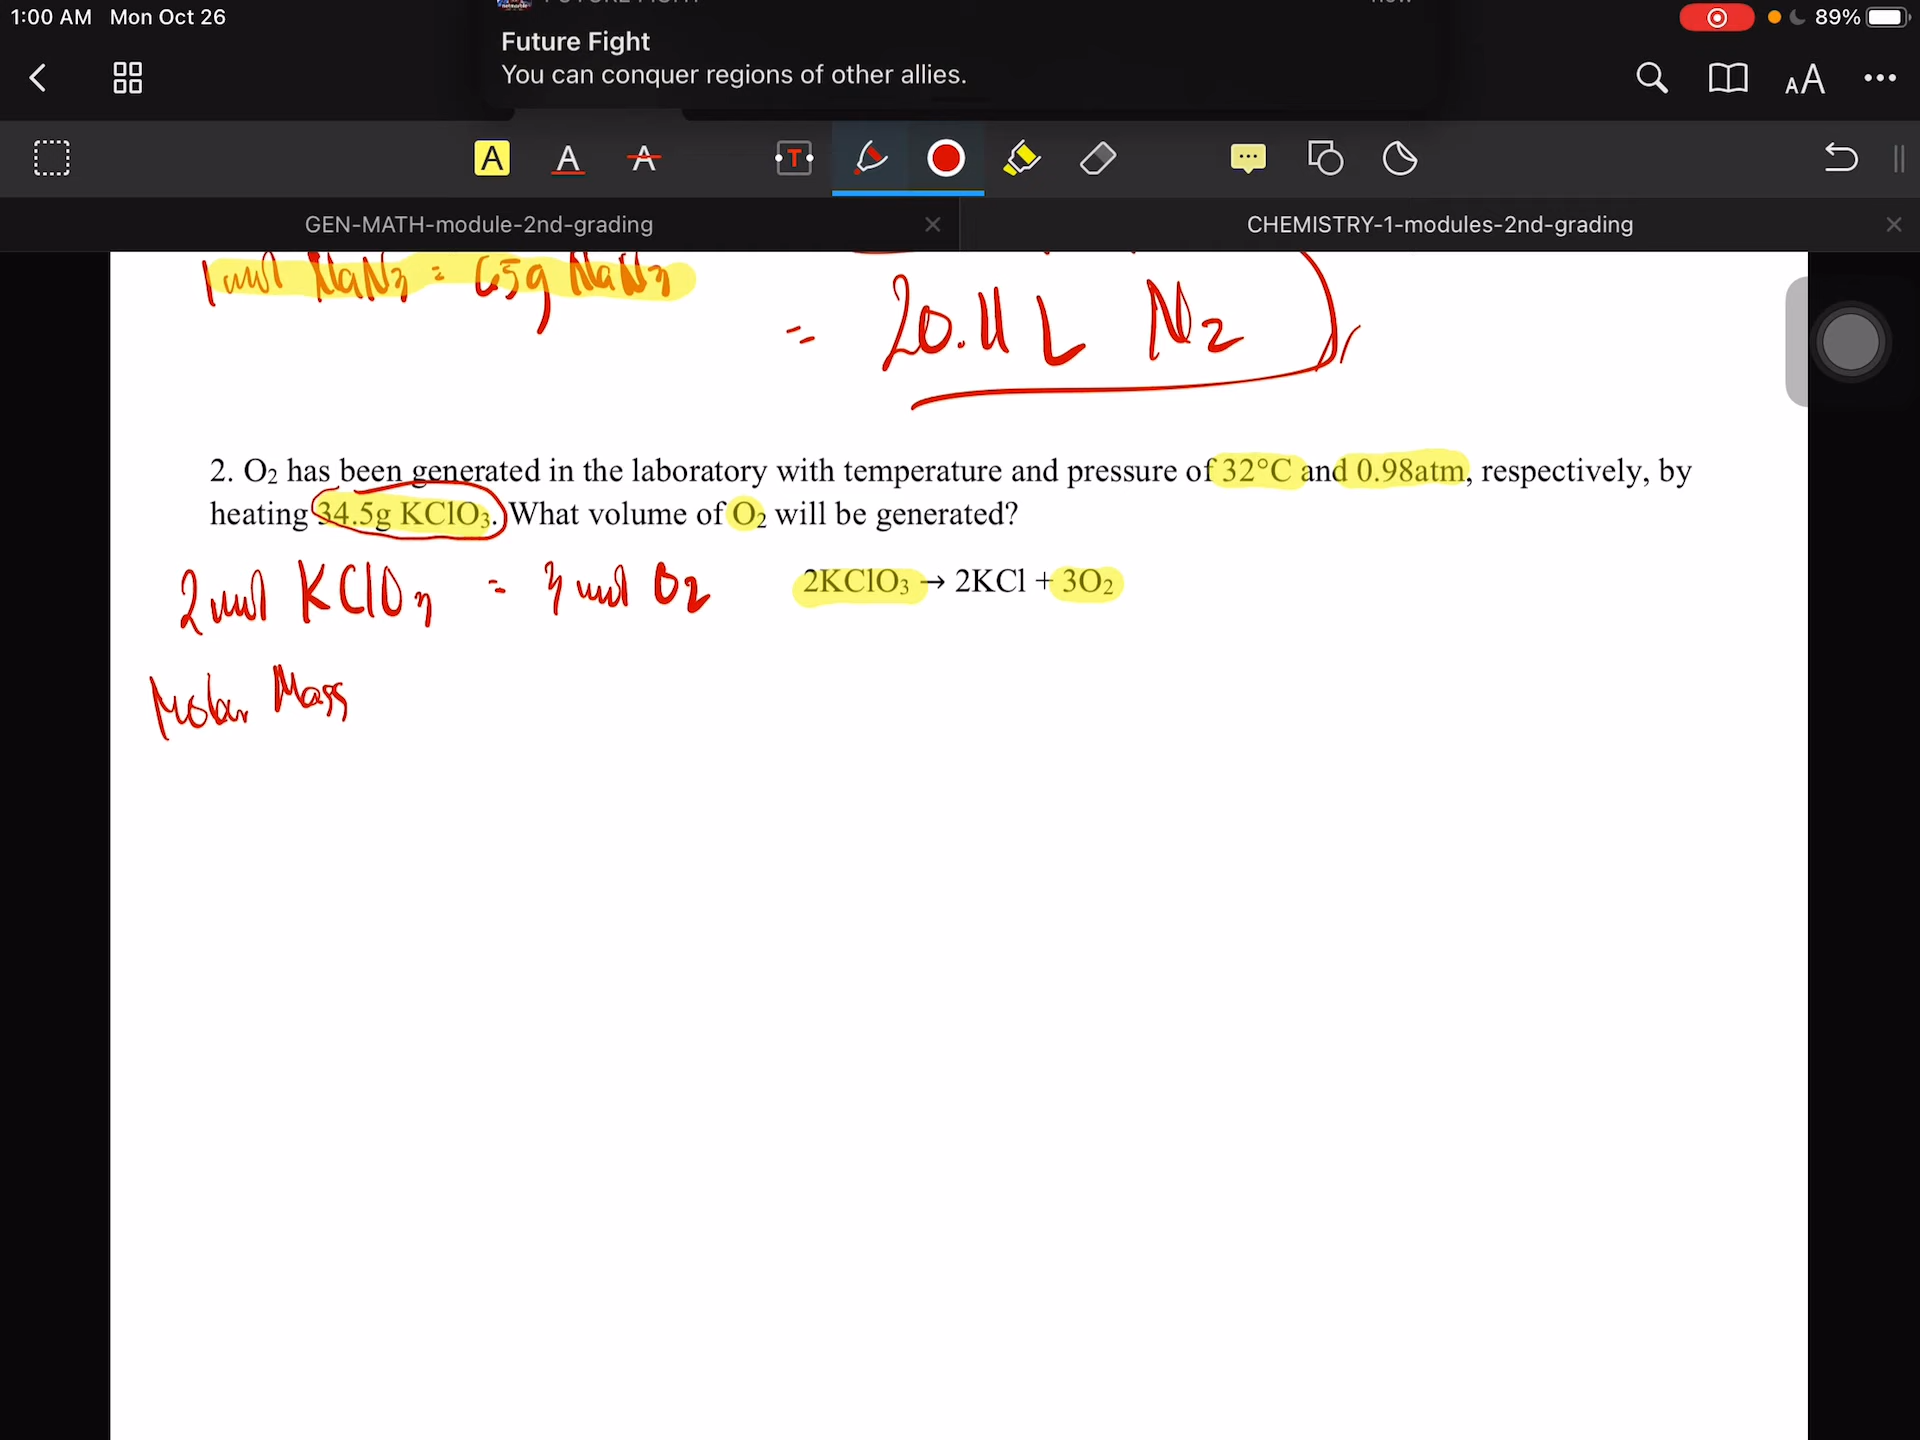 1:00 AM Mon Oct 26
89%
Future Fight
You can conquer regions of other allies.
A A A T AA
GEN-MATH-module-2nd-grading
CHEMISTRY-1-modules-2nd-grading
1 mol NaN3 = 65g NaN3
= 20.11 L N2
2. O2 has been generated in the laboratory with temperature and pressure of 32°C and 0.98atm, respectively, by
heating 34.5g KClO3. What volume of O2 will be generated?
2 mol KClO3 = 3 mol O2
2KClO3 → 2KCl + 3O2
Molar Mass